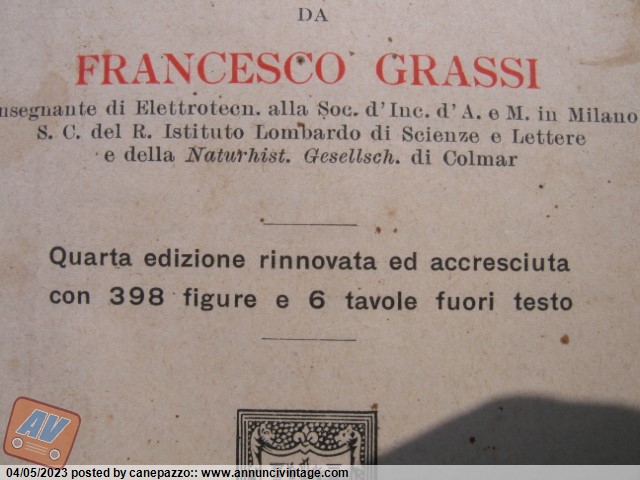 DA
FRANCESCO GRASSI
nsegnante di Elettrotecn. alla Soc. d'Inc. d'A. e M. in Milano
S. C. del R. Istituto Lombardo di Scienze e Lettere
e della Naturhist. Gesellsch. di Colmar
Quarta edizione rinnovata ed accresciuta
con 398 figure e 6 tavole fuori testo
AV
04/05/2023 posted by canepazzo:: www.annuncivintage.com